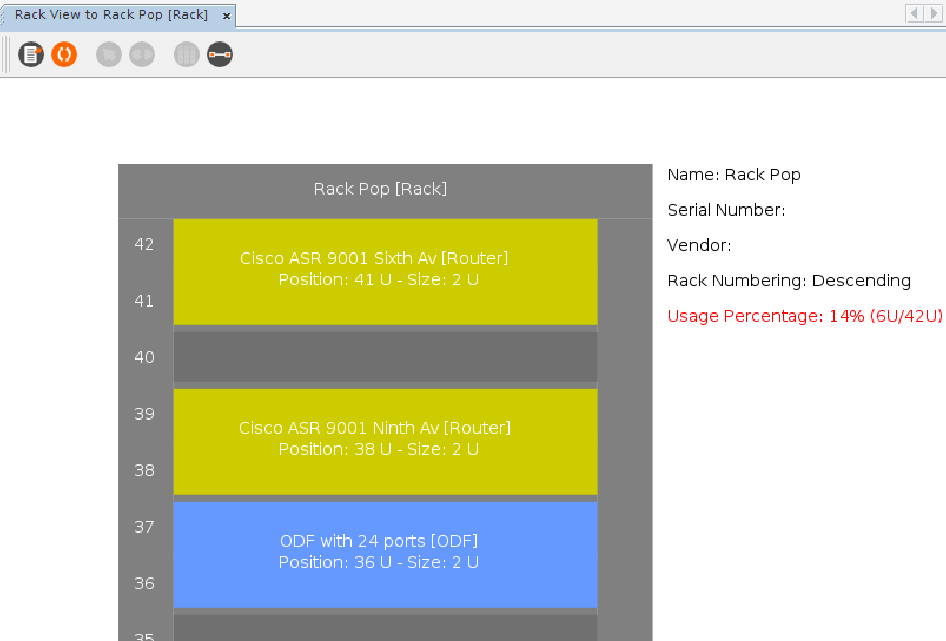 Rack View to Rack Pop [Rack]
Rack Pop [Rack]
42
Cisco ASR 9001 Sixth Av [Router]
Position: 41 U - Size: 2 U
41
40
39
Cisco ASR 9001 Ninth Av [Router]
Position: 38 U - Size: 2 U
38
37
ODF with 24 ports [ODF]
Position: 36 U - Size: 2 U
36
35
Name: Rack Pop
Serial Number:
Vendor:
Rack Numbering: Descending
Usage Percentage: 14% (6U/42U)